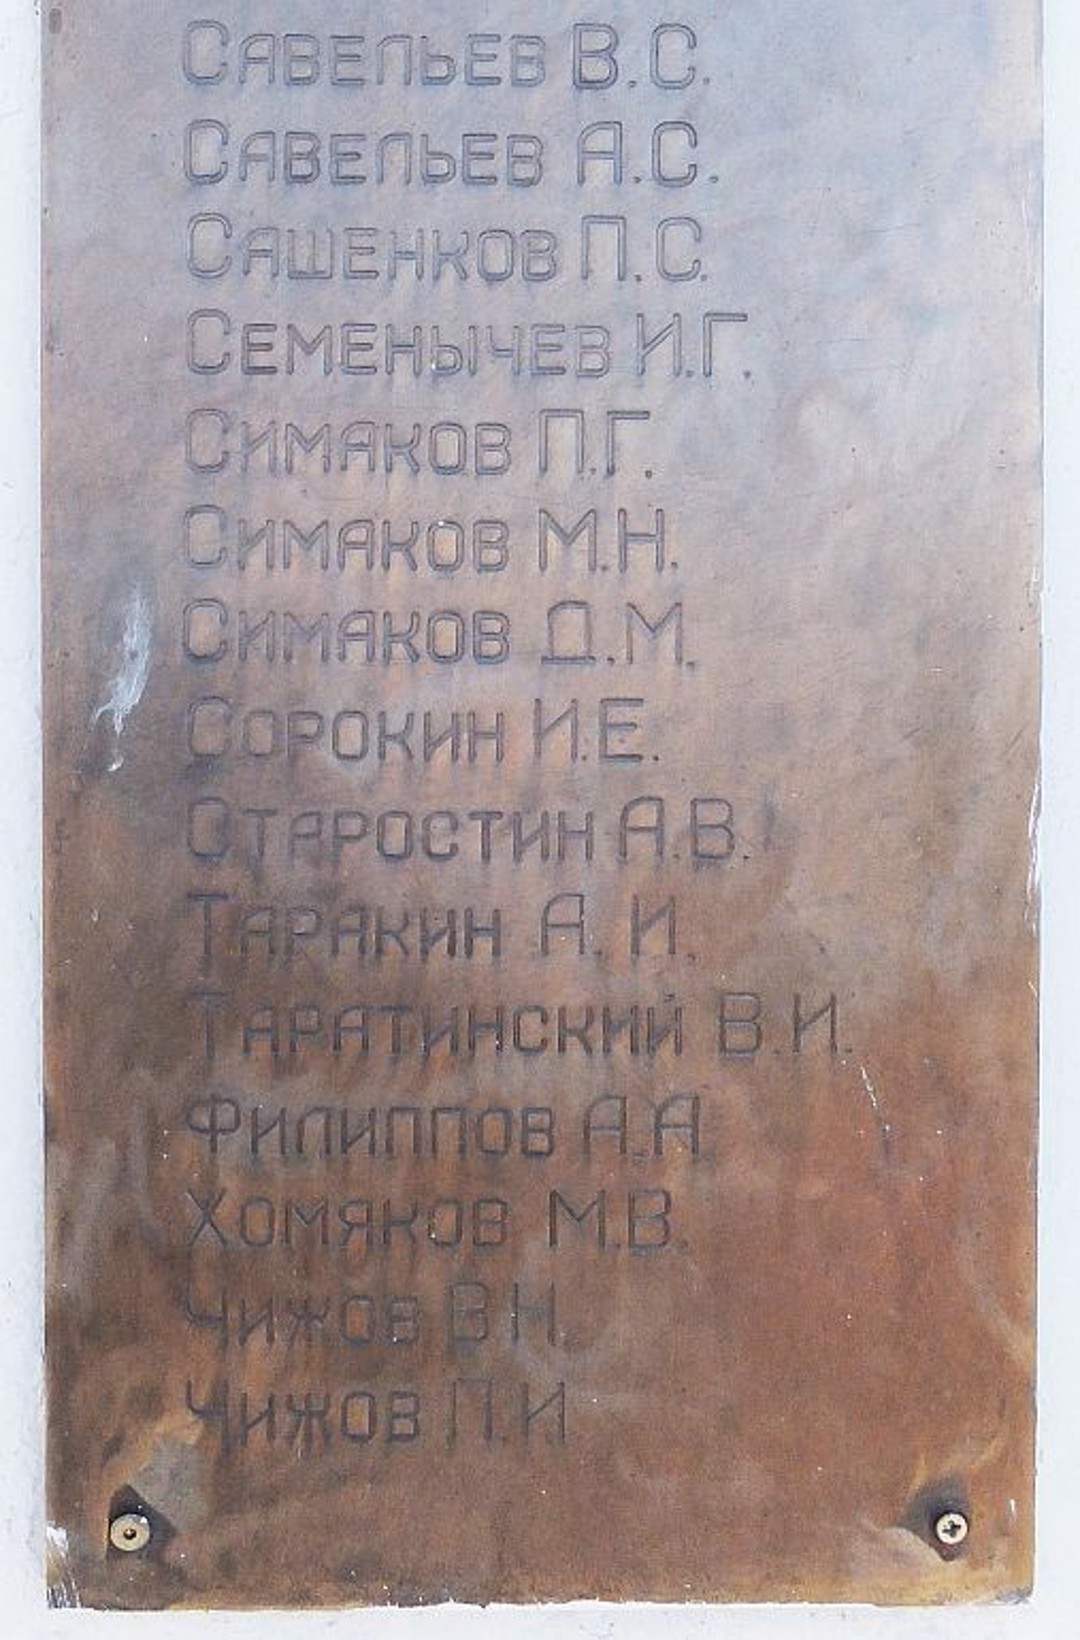 Савельев В.С.
Савельев А.С.
Сашенков П.С.
Семенычев И.Г.
Симаков П.Г.
Симаков М.Н.
Симаков Д.М.
Сорокин И.Е.
Старостин А.В.
Таракин А. И.
Таратинский В.И.
Филиппов А.А
Хомяков М.В.
Чижов В.Н.
Чижов П.И.